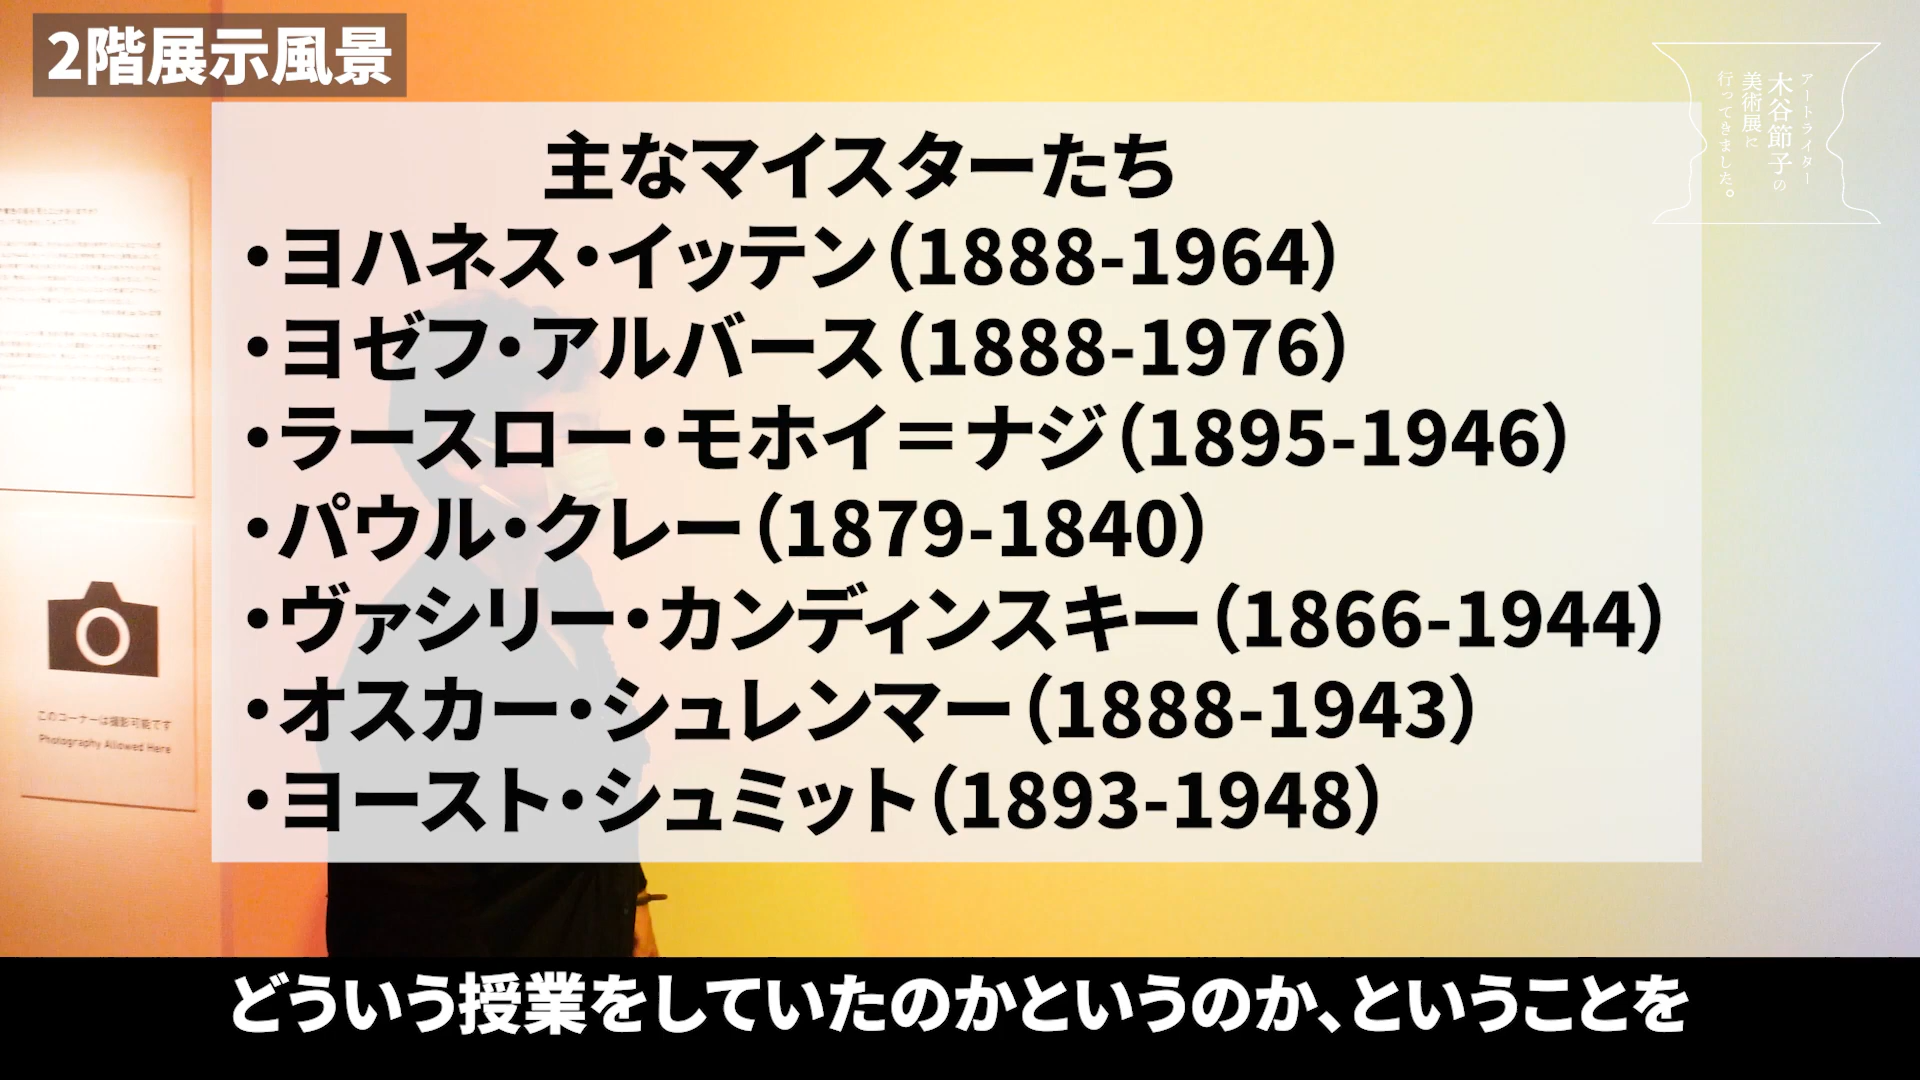 2階展示風景
アートライター
木谷節子の
美術展に
行ってきました。
主なマイスターたち
・ヨハネス・イッテン（1888-1964）
・ヨゼフ・アルバース（1888-1976）
・ラースロー・モホイ＝ナジ（1895-1946）
・パウル・クレー（1879-1840）
・ヴァシリー・カンディンスキー（1866-1944）
・オスカー・シュレンマー（1888-1943）
・ヨースト・シュミット（1893-1948）
このコーナーは撮影可能です
Photography Allowed Here
どういう授業をしていたのかというのか、ということを